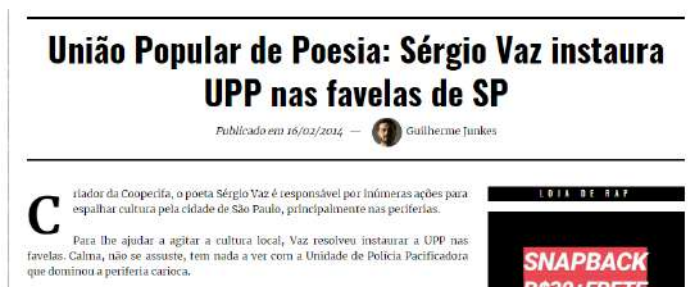 União Popular de Poesia: Sérgio Vaz instaura
UPP nas favelas de SP
Publicado em 16/02/2014 — Guilherme Junkes
Criador da Cooperifa, o poeta Sérgio Vaz é responsável por inúmeras ações para
espalhar cultura pela cidade de São Paulo, principalmente nas periferias.
Para lhe ajudar a agitar a cultura local, Vaz resolveu instaurar a UPP nas
favelas. Calma, não se assuste, tem nada a ver com a Unidade de Polícia Pacificadora
que dominou a periferia carioca.
LOJA DE RAP
SNAPBACK
R$39+FRETE